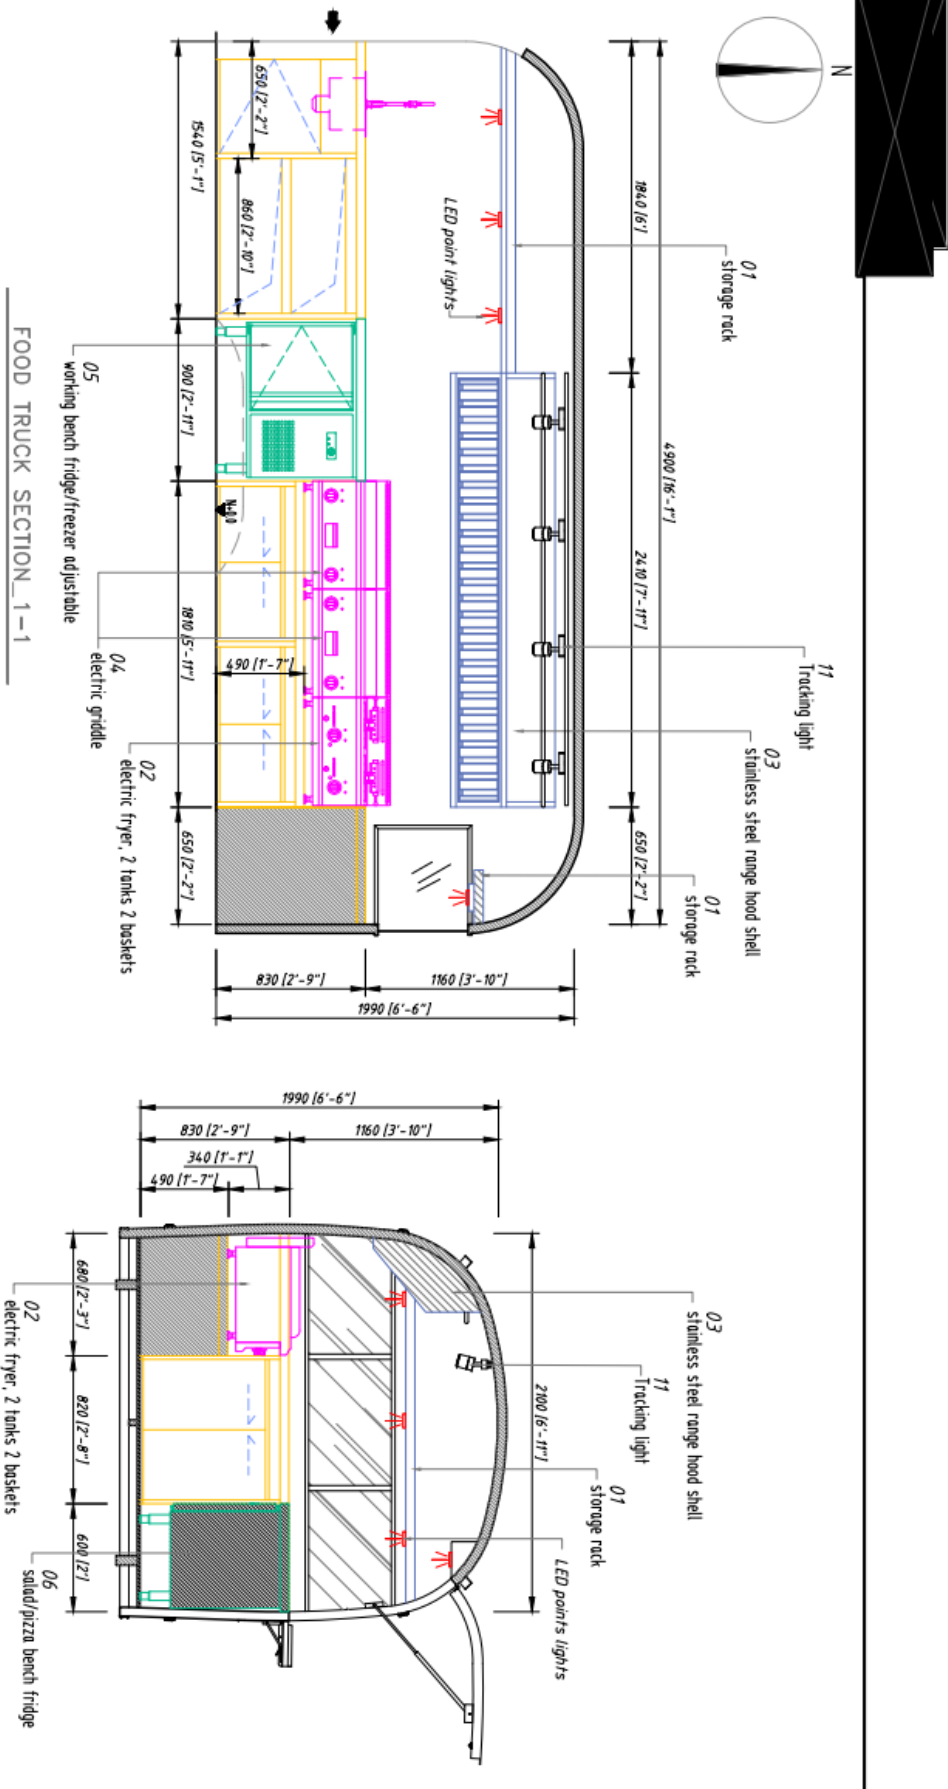 N
1840 [6']
4900 [16'-1"]
2410 [7'-11"]
650 [2'-2"]
01
storage rack
11
Tracking light
03
stainless steel range hood shell
01
storage rack
LED point lights
650 [2'-2"]
860 [2'-10"]
1540 [5'-1"]
900 [2'-11"]
N+0.0
490 [1'-7"]
1810 [5'-11"]
650 [2'-2"]
830 [2'-9"]
1160 [3'-10"]
1990 [6'-6"]
05
working bench fridge/freezer adjustable
04
electric griddle
02
electric fryer, 2 tanks 2 baskets
FOOD TRUCK SECTION_1-1
1990 [6'-6"]
830 [2'-9"]
1160 [3'-10"]
340 [1'-1"]
490 [1'-7"]
2100 [6'-11"]
03
stainless steel range hood shell
11
Tracking light
01
storage rack
LED points lights
680 [2'-3"]
820 [2'-8"]
600 [2']
02
electric fryer, 2 tanks 2 baskets
06
salad/pizza bench fridge